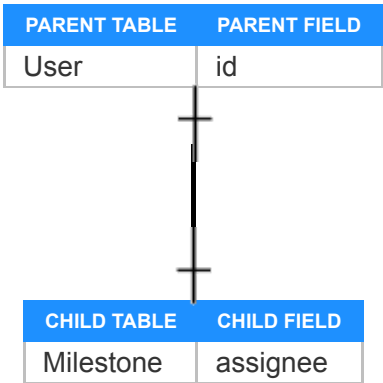 PARENT TABLE PARENT FIELD
User id
CHILD TABLE CHILD FIELD
Milestone assignee